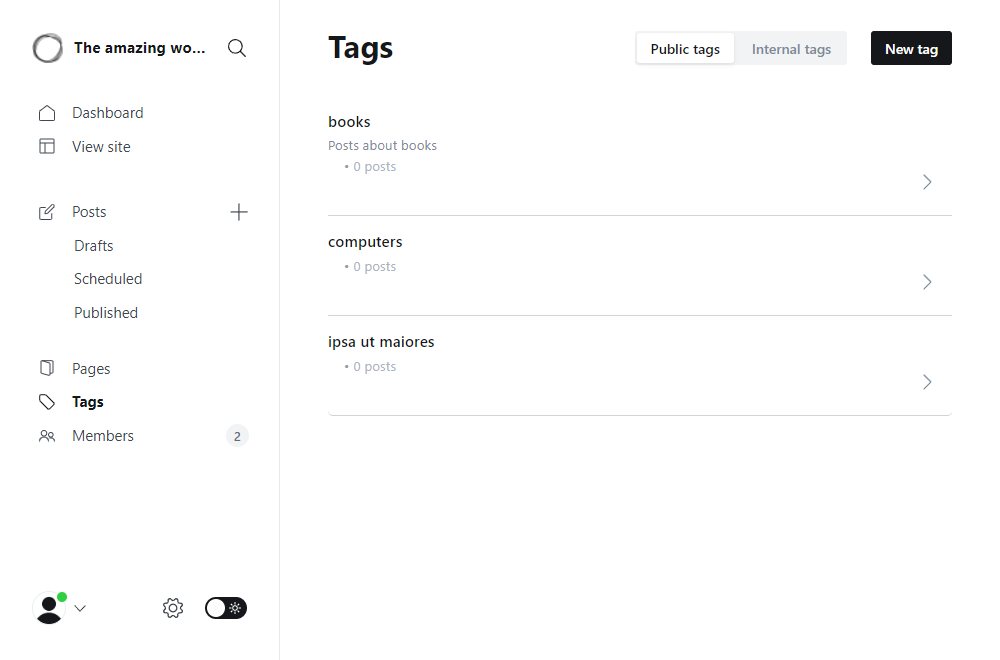 The amazing wo...
Dashboard
View site
Posts
Drafts
Scheduled
Published
Pages
Tags
Members
2
Tags
Public tags
Internal tags
New tag
books
Posts about books
• 0 posts
computers
• 0 posts
ipsa ut maiores
• 0 posts